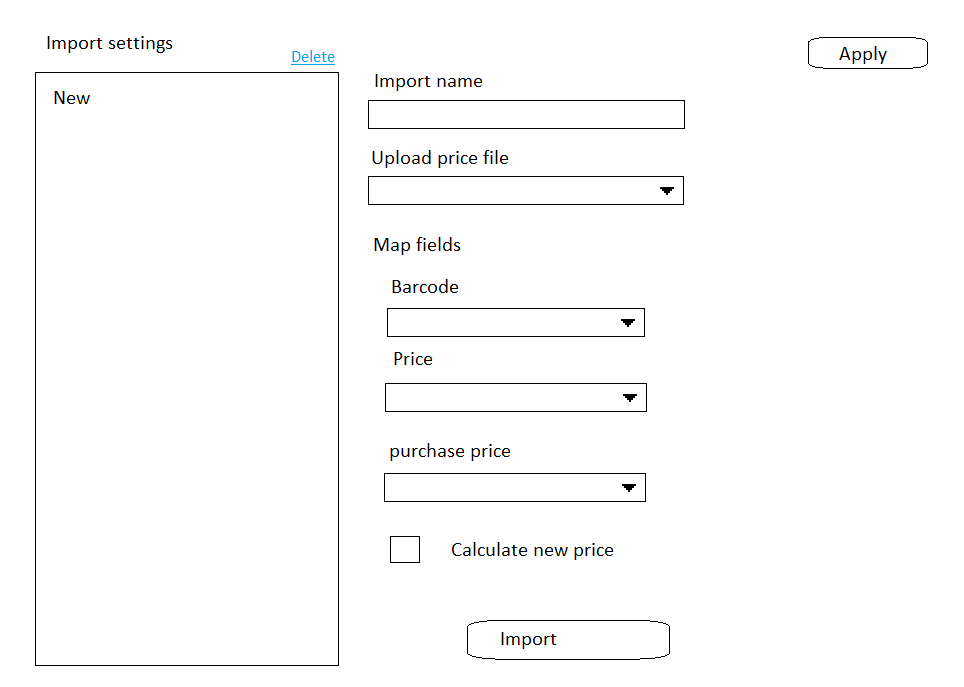 Import settings
Delete
Apply
New
Import name
Upload price file
Map fields
Barcode
Price
purchase price
Calculate new price
Import